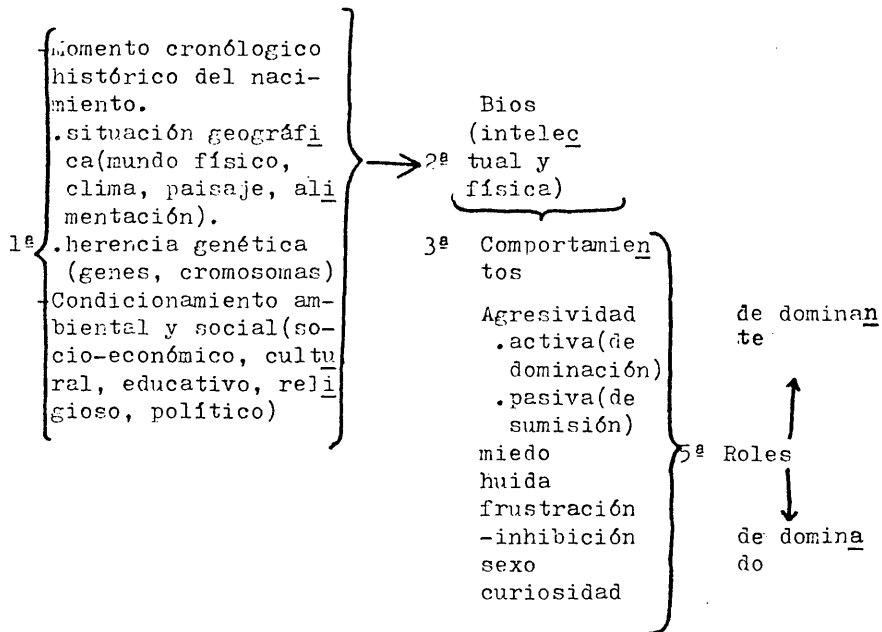 -Momento cronólogico
histórico del naci-
miento.
.situación geográfi
ca(mundo físico,
clima, paisaje, ali
mentación).
1ª .herencia genética
(genes, cromosomas)
-Condicionamiento am-
biental y social(so-
cio-económico, cultu
ral, educativo, reli
gioso, político)
Bios
(intelec
2ª tual y
física)
3ª Comportamien
tos
Agresividad
.activa(de
dominación)
.pasiva(de
sumisión)
miedo
huida
frustración
-inhibición
sexo
curiosidad
de dominan
te
5ª Roles
de domina
do